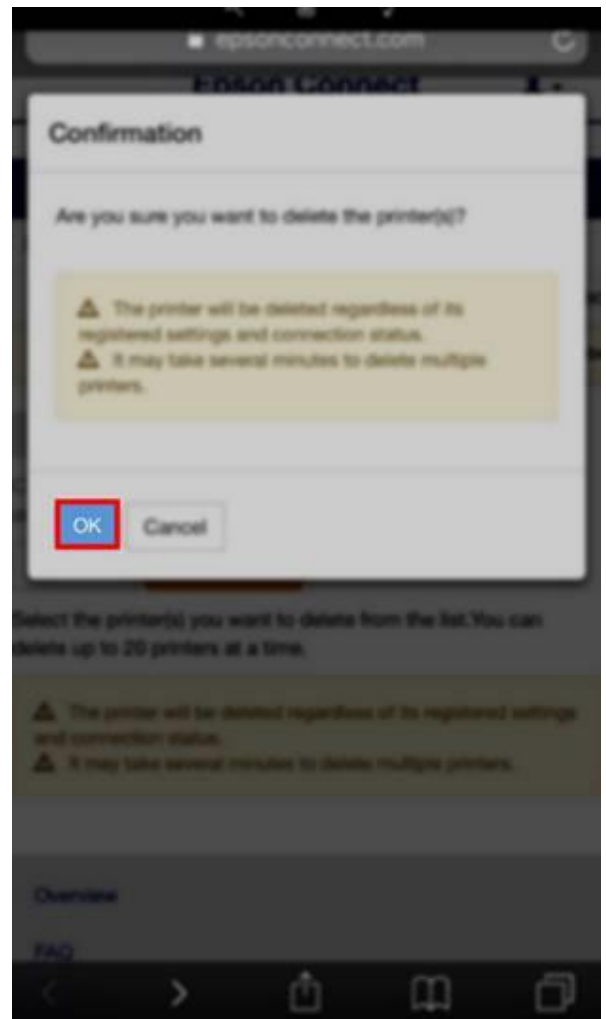 epsonconnect.com
Epson Connect
Confirmation
Are you sure you want to delete the printer(s)?
⚠ The printer will be deleted regardless of its
registered settings and connection status.
⚠ It may take several minutes to delete multiple
printers.
OK
Cancel
Select the printer(s) you want to delete from the list.You can
delete up to 20 printers at a time.
⚠ The printer will be deleted regardless of its registered settings
and connection status.
⚠ It may take several minutes to delete multiple printers.
Overview
FAQ